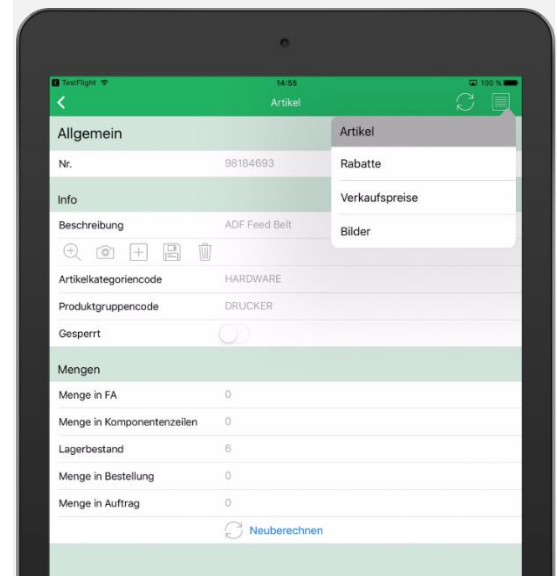 TestFlight
14:55
100 %
Artikel
Allgemein
Artikel
Nr.
98184693
Rabatte
Info
Verkaufspreise
Beschreibung
ADF Feed Belt
Bilder
Artikelkategoriencode
HARDWARE
Produktgruppencode
DRUCKER
Gesperrt
Mengen
Menge in FA
0
Menge in Komponentenzeilen
0
Lagerbestand
6
Menge in Bestellung
0
Menge in Auftrag
0
Neuberechnen